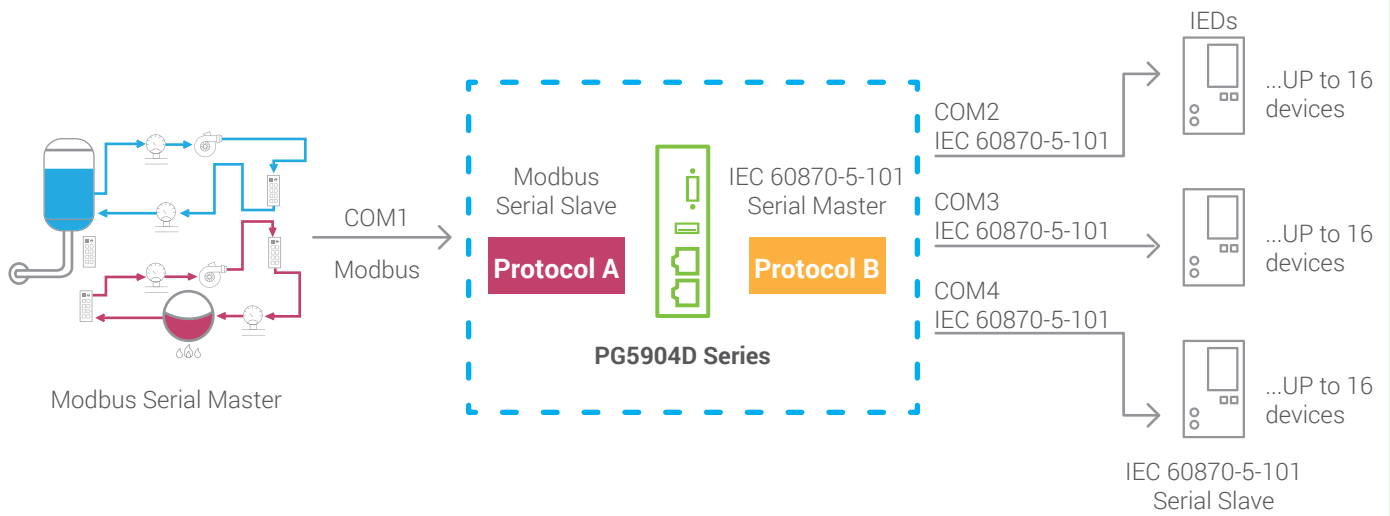 Modbus Serial Master
COM1
Modbus
Modbus
Serial Slave
Protocol A
IEC 60870-5-101
Serial Master
Protocol B
PG5904D Series
COM2
IEC 60870-5-101
COM3
IEC 60870-5-101
COM4
IEC 60870-5-101
IEDs
...UP to 16
devices
...UP to 16
devices
...UP to 16
devices
IEC 60870-5-101
Serial Slave